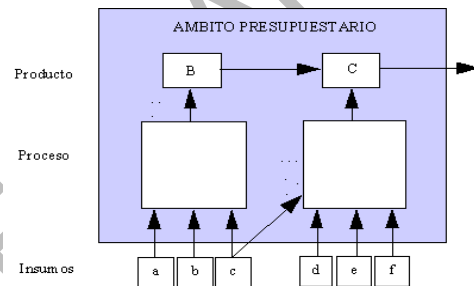 AMBITO PRESUPUESTARIO
Producto
B
C
Proceso
Insumos
a
b
c
d
e
f